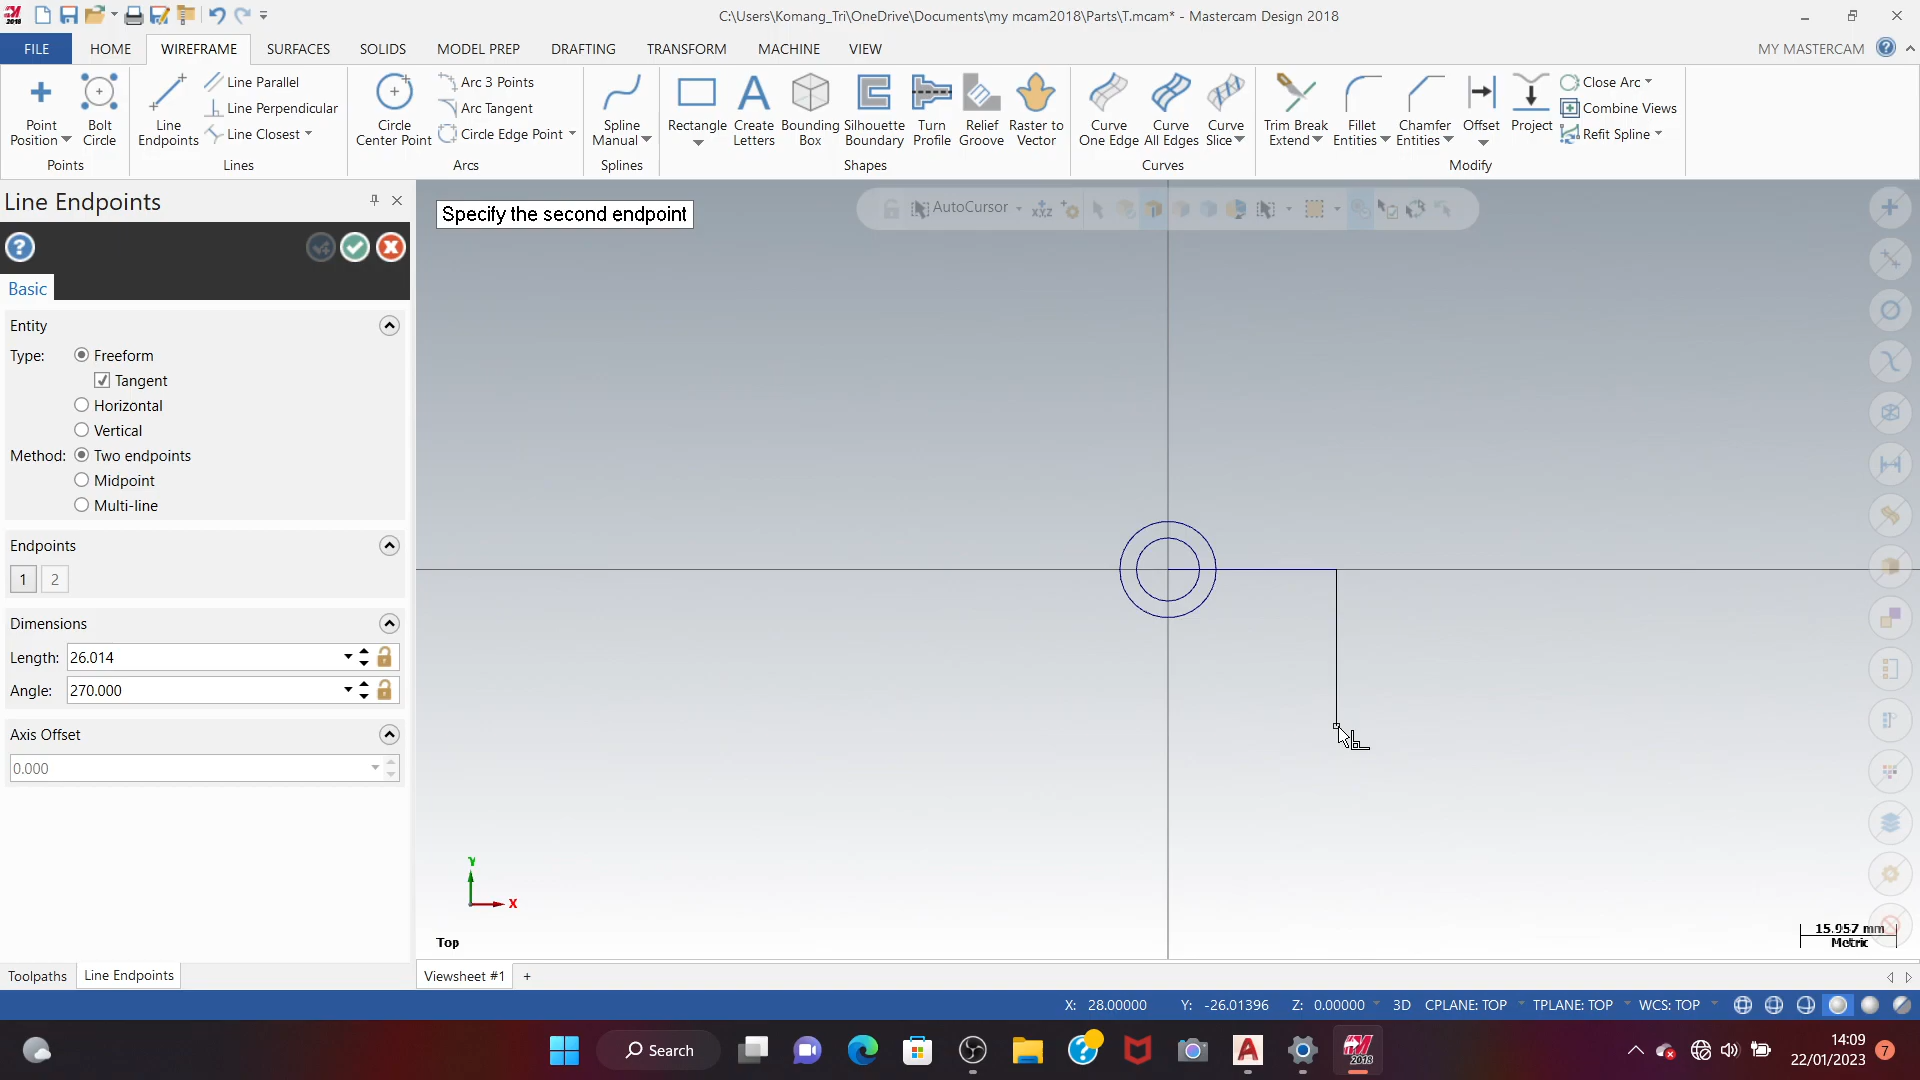 2018
C:\Users\Komang_Tri\OneDrive\Documents\my mcam2018\Parts\T.mcam* - Mastercam Design 2018
FILE HOME WIREFRAME SURFACES SOLIDS MODEL PREP DRAFTING TRANSFORM MACHINE VIEW MY MASTERCAM
Point Position
Bolt Circle
Points
Line Endpoints
Line Parallel
Line Perpendicular
Line Closest
Lines
Circle Center Point
Arc 3 Points
Arc Tangent
Circle Edge Point
Arcs
Spline Manual
Splines
Rectangle
Create Letters
Bounding Box
Silhouette Boundary
Turn Profile
Relief Groove
Raster to Vector
Shapes
Curve One Edge
Curve All Edges
Curve Slice
Curves
Trim Break Extend
Fillet Entities
Chamfer Entities
Offset
Project
Close Arc
Combine Views
Refit Spline
Modify
Line Endpoints
Basic
Entity
Type: Freeform
Tangent
Horizontal
Vertical
Method: Two endpoints
Midpoint
Multi-line
Endpoints
1 2
Dimensions
Length: 26.014
Angle: 270.000
Axis Offset
0.000
Toolpaths Line Endpoints
Specify the second endpoint
AutoCursor
Y
X
Top
15.957 mm
Metric
Viewsheet #1 +
X: 28.00000 Y: -26.01396 Z: 0.00000 3D CPLANE: TOP TPLANE: TOP WCS: TOP
Search
2018
14:09
22/01/2023
7